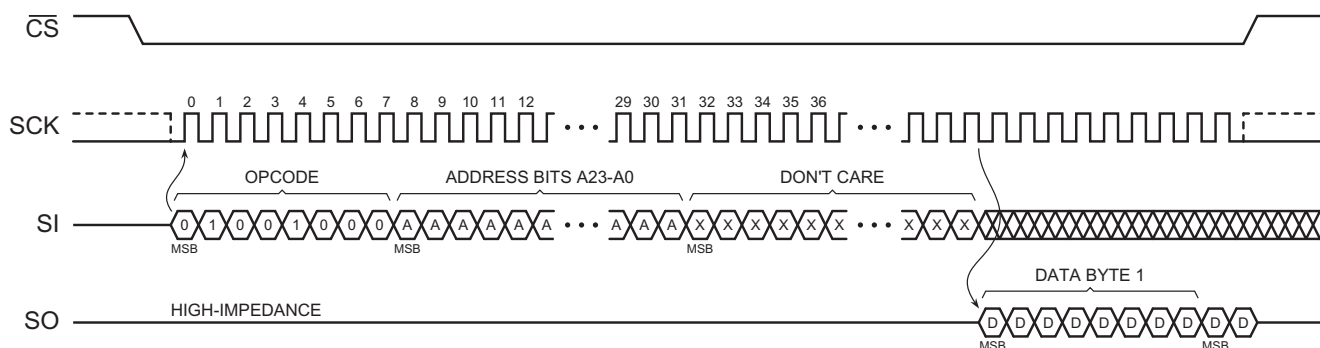 CS
0 1 2 3 4 5 6 7 8 9 10 11 12 29 30 31 32 33 34 35 36
SCK
OPCODE ADDRESS BITS A23-A0 DON'T CARE
SI 0 1 0 0 1 0 0 0 A A A A A A A A A X X X X X X X X X
MSB MSB MSB
DATA BYTE 1
HIGH-IMPEDANCE
SO D D D D D D D D D D
MSB MSB